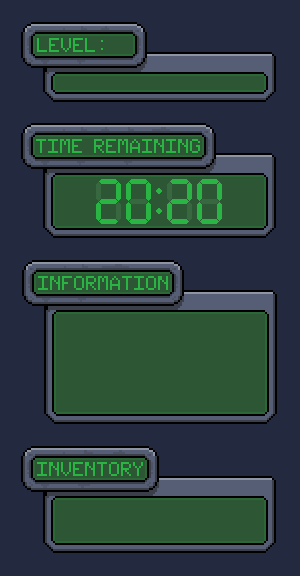 LEVEL:
TIME REMAINING
20:20
INFORMATION
INVENTORY